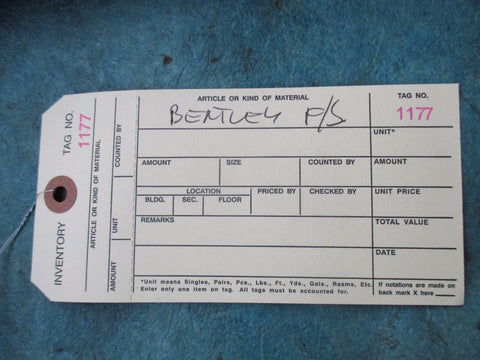 INVENTORY
TAG NO.
1177
ARTICLE OR KIND OF MATERIAL
AMOUNT
UNIT
COUNTED BY
ARTICLE OR KIND OF MATERIAL
BENTLEY F/S
TAG NO.
1177
UNIT*
AMOUNT SIZE COUNTED BY AMOUNT
LOCATION PRICED BY CHECKED BY UNIT PRICE
BLDG. SEC. FLOOR
REMARKS TOTAL VALUE
DATE
*Unit means Singles, Pairs, Pcs., Lbs., Ft., Yds., Gals., Reams, Etc.
Enter only one item on tag. All tags must be accounted for.
If notations are made on
back mark X here